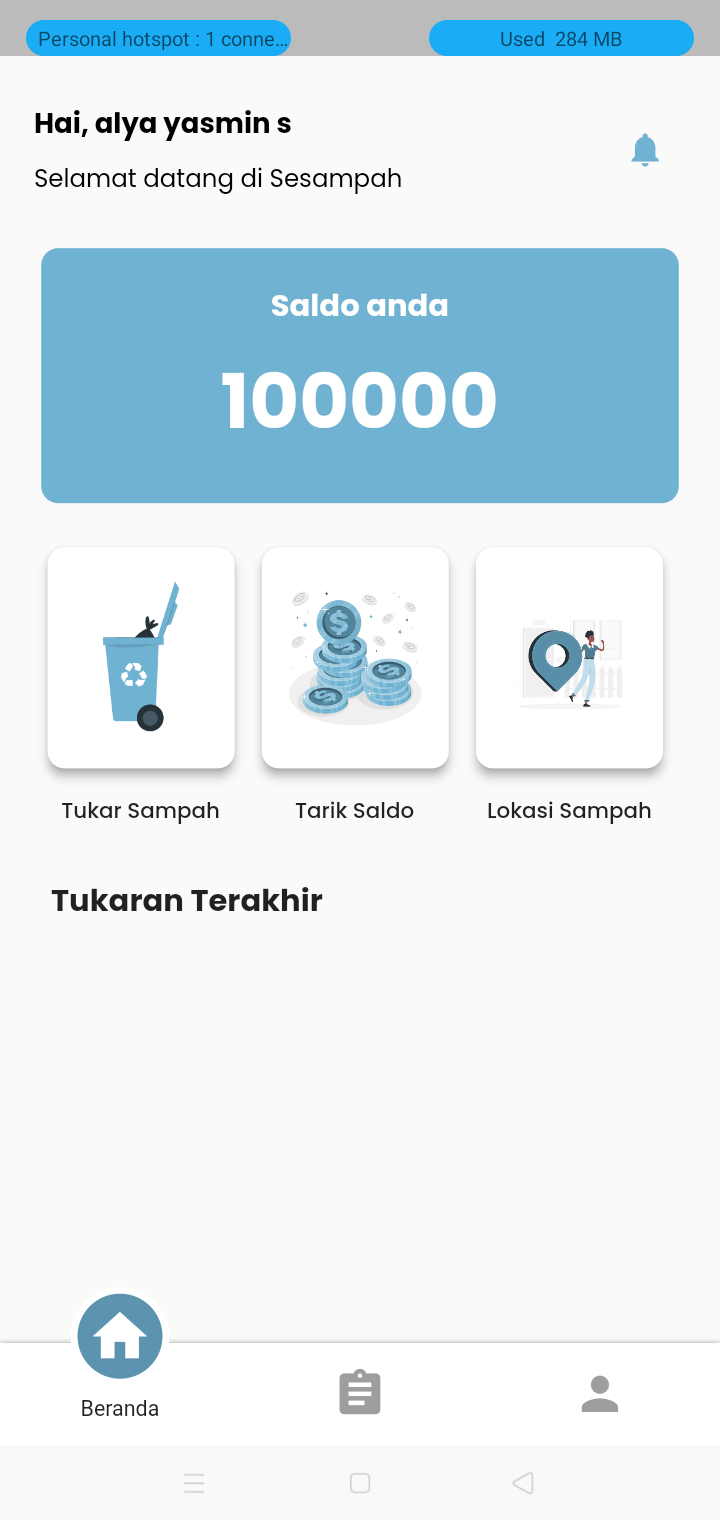 Personal hotspot : 1 conne...
Used 284 MB
Hai, alya yasmin s
Selamat datang di Sesampah
Saldo anda
100000
Tukar Sampah
Tarik Saldo
Lokasi Sampah
Tukaran Terakhir
Beranda